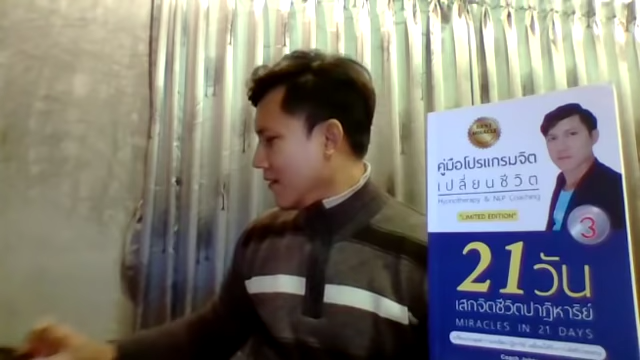 คู่มือโปรแกรมจิต
เปลี่ยนชีวิต
Hypnotherapy & NLP Coaching
"LIMITED EDITION"
3
21 วัน
เสกจิตชีวิตปาฏิหาริย์
MIRACLES IN 21 DAYS
Coach